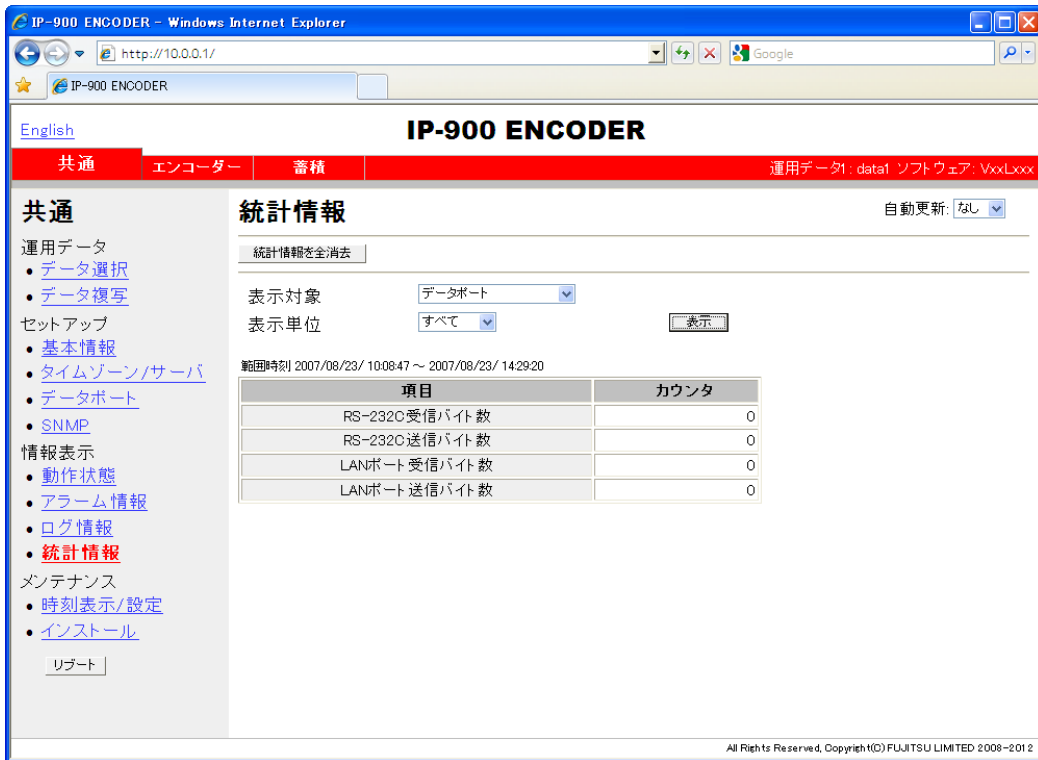 IP-900 ENCODER - Windows Internet Explorer
http://10.0.0.1/
Google
IP-900 ENCODER
English
IP-900 ENCODER
共通 エンコーダー 蓄積 運用データ1: data1 ソフトウェア: VxxLxxx
共通
運用データ
データ選択
データ複写
セットアップ
基本情報
タイムゾーン/サーバ
データポート
SNMP
情報表示
動作状態
アラーム情報
ログ情報
統計情報
メンテナンス
時刻表示/設定
インストール
リブート
統計情報 自動更新: なし
統計情報を全消去
表示対象 データポート
表示単位 すべて 表示
範囲時刻 2007/08/23/ 10:08:47 ～ 2007/08/23/ 14:29:20
項目 カウンタ
RS-232C受信バイト数 0
RS-232C送信バイト数 0
LANポート受信バイト数 0
LANポート送信バイト数 0
All Rights Reserved, Copyright(C) FUJITSU LIMITED 2008-2012